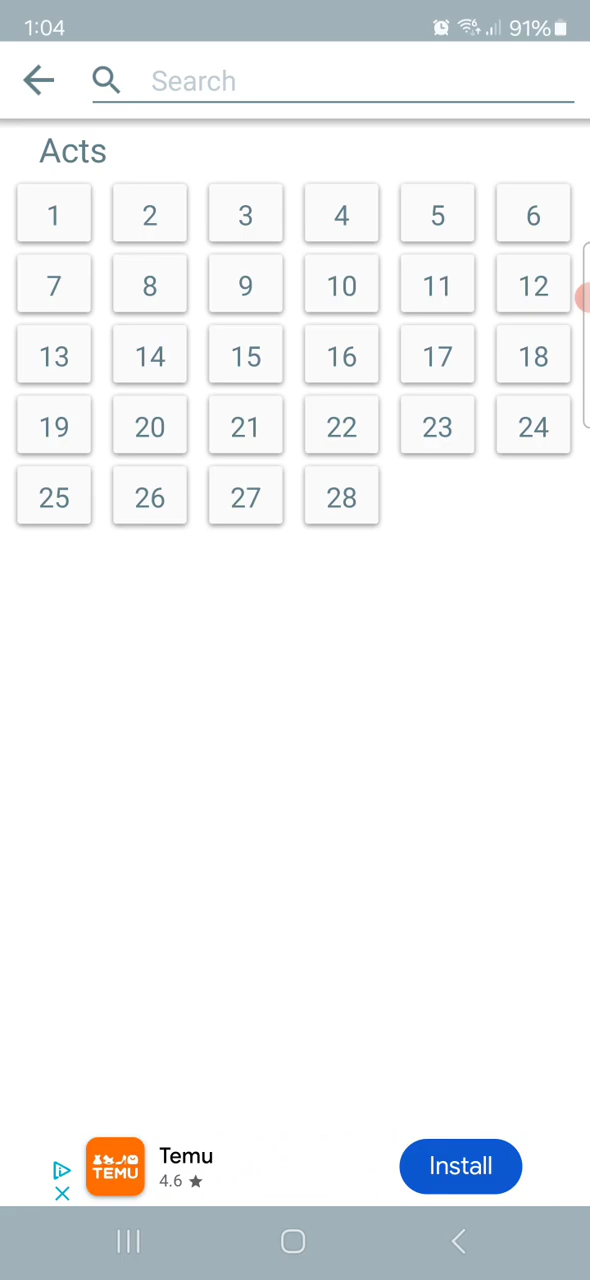 1:04 91%
Search
Acts
1 2 3 4 5 6
7 8 9 10 11 12
13 14 15 16 17 18
19 20 21 22 23 24
25 26 27 28
TEMU
Temu
4.6 ★
Install